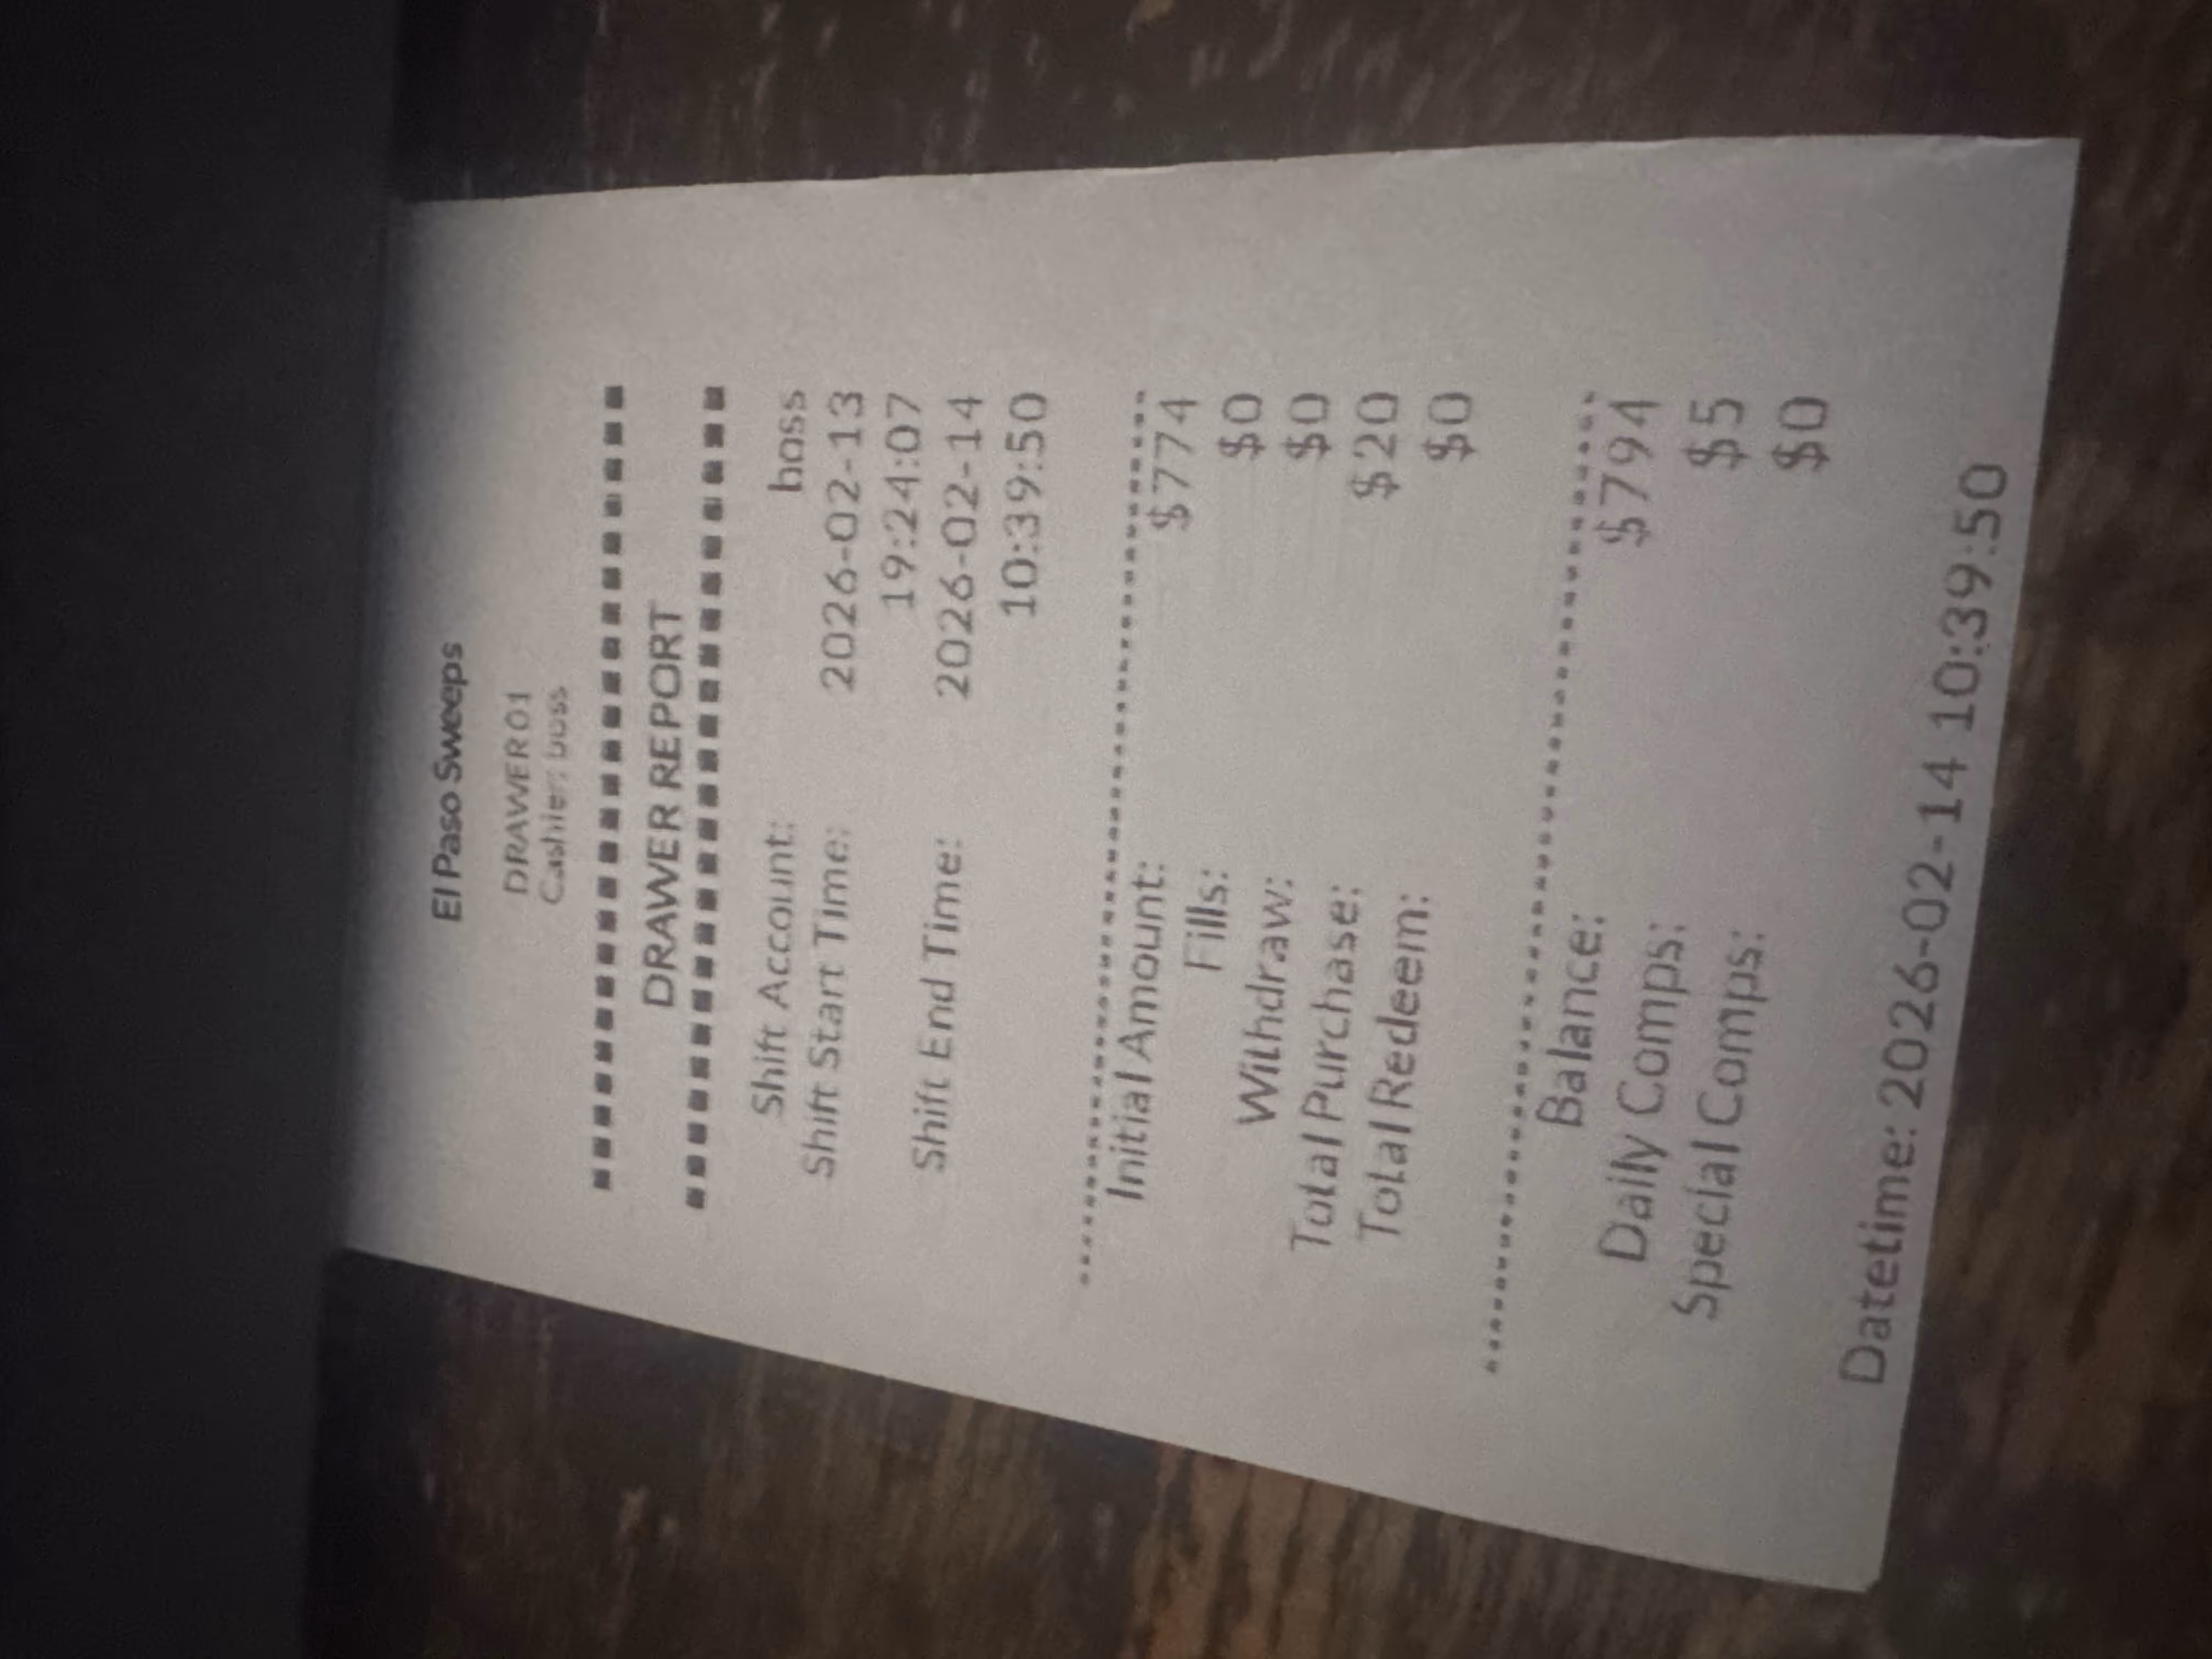 El Paso Sweeps
DRAWER01
Cashier: boss
DRAWER REPORT
Shift Account: boss
Shift Start Time: 2026-02-13
19:24:07
Shift End Time: 2026-02-14
10:39:50
Initial Amount: $774
Fills: $0
Withdraw: $0
Total Purchase: $20
Total Redeem: $0
Balance: $794
Daily Comps: $5
Special Comps: $0
Datetime: 2026-02-14 10:39:50